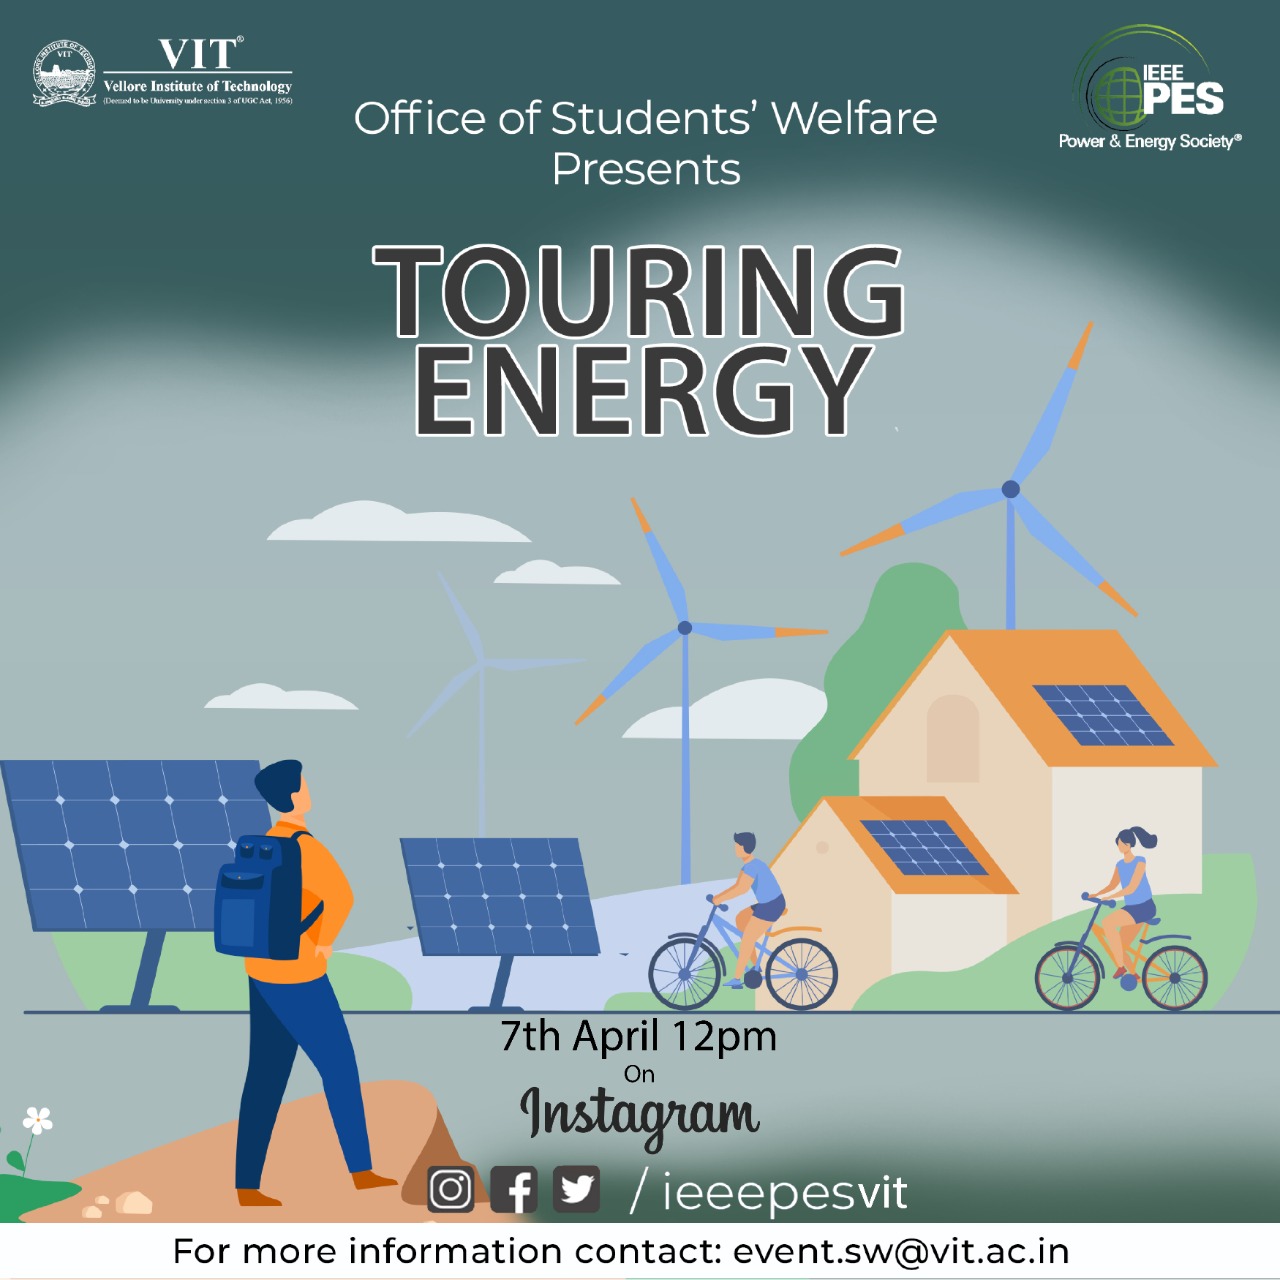 VIT®
Vellore Institute of Technology
(Deemed to be University under section 3 of UGC Act, 1956)
IEEE
PES
Power & Energy Society®
Office of Students’ Welfare
Presents
TOURING
ENERGY
7th April 12pm
On
Instagram
/ ieeepesvit
For more information contact: event.sw@vit.ac.in